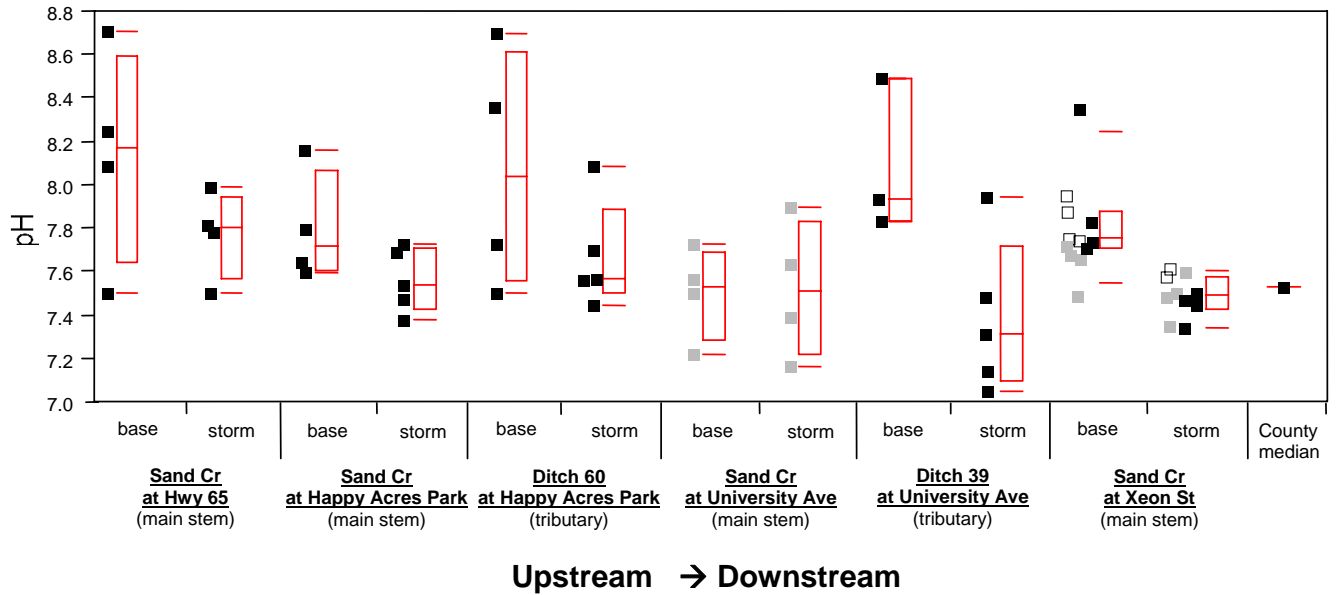 8.8
8.6
8.4
8.2
8.0
7.8
7.6
7.4
7.2
7.0
pH
base storm base storm base storm base storm base storm base storm County
median
Sand Cr
at Hwy 65
(main stem)
Sand Cr
at Happy Acres Park
(main stem)
Ditch 60
at Happy Acres Park
(tributary)
Sand Cr
at University Ave
(main stem)
Ditch 39
at University Ave
(tributary)
Sand Cr
at Xeon St
(main stem)
Upstream → Downstream